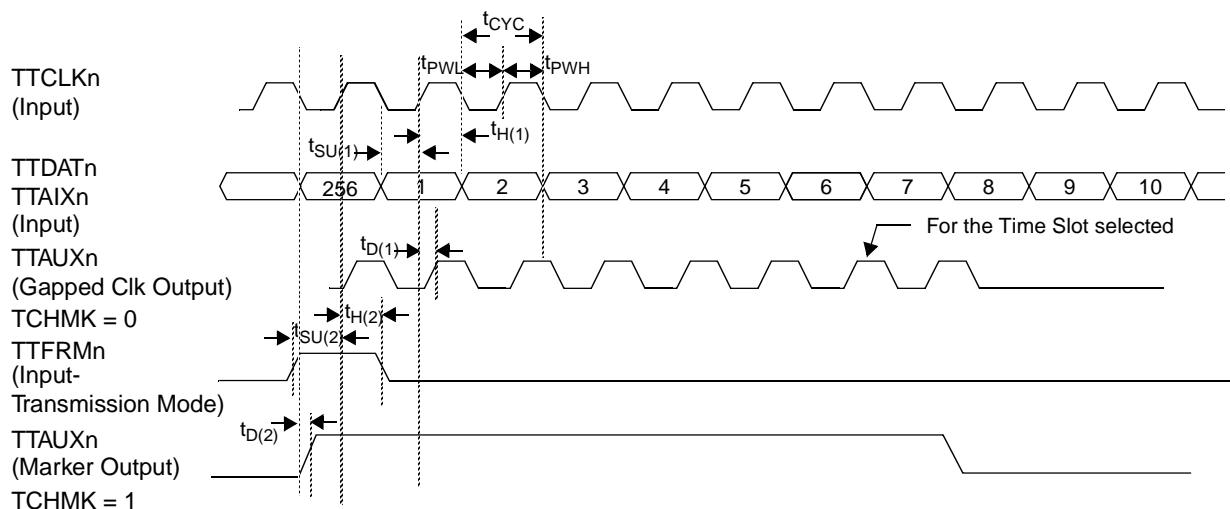 tCYC
tPWL
tPWH
TTCLKn
(Input)
tH(1)
tSU(1)
TTDATn
256 1 2 3 4 5 6 7 8 9 10
TTAIXn
(Input)
For the Time Slot selected
tD(1)
TTAUXn
(Gapped Clk Output)
TCHMK = 0
tH(2)
tSU(2)
TTFRMn
(Input-
Transmission Mode)
tD(2)
TTAUXn
(Marker Output)
TCHMK = 1